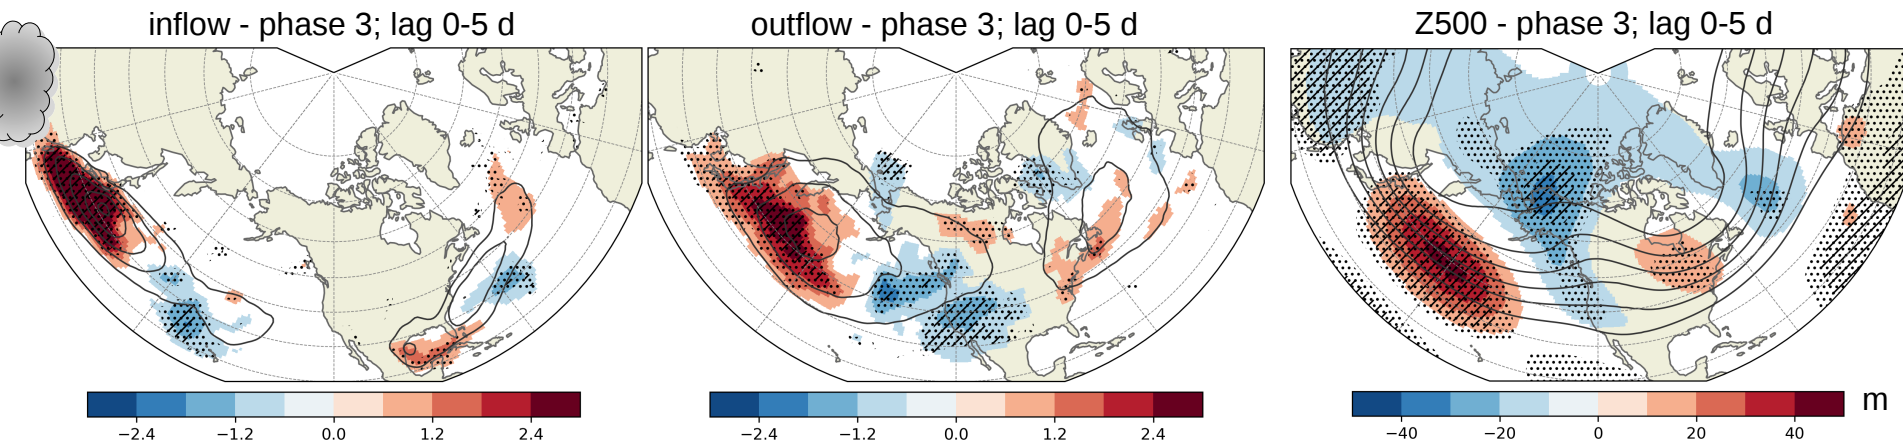 inflow - phase 3; lag 0-5 d
outflow - phase 3; lag 0-5 d
Z500 - phase 3; lag 0-5 d
−2.4 −1.2 0.0 1.2 2.4
−2.4 −1.2 0.0 1.2 2.4
−40 −20 0 20 40
m